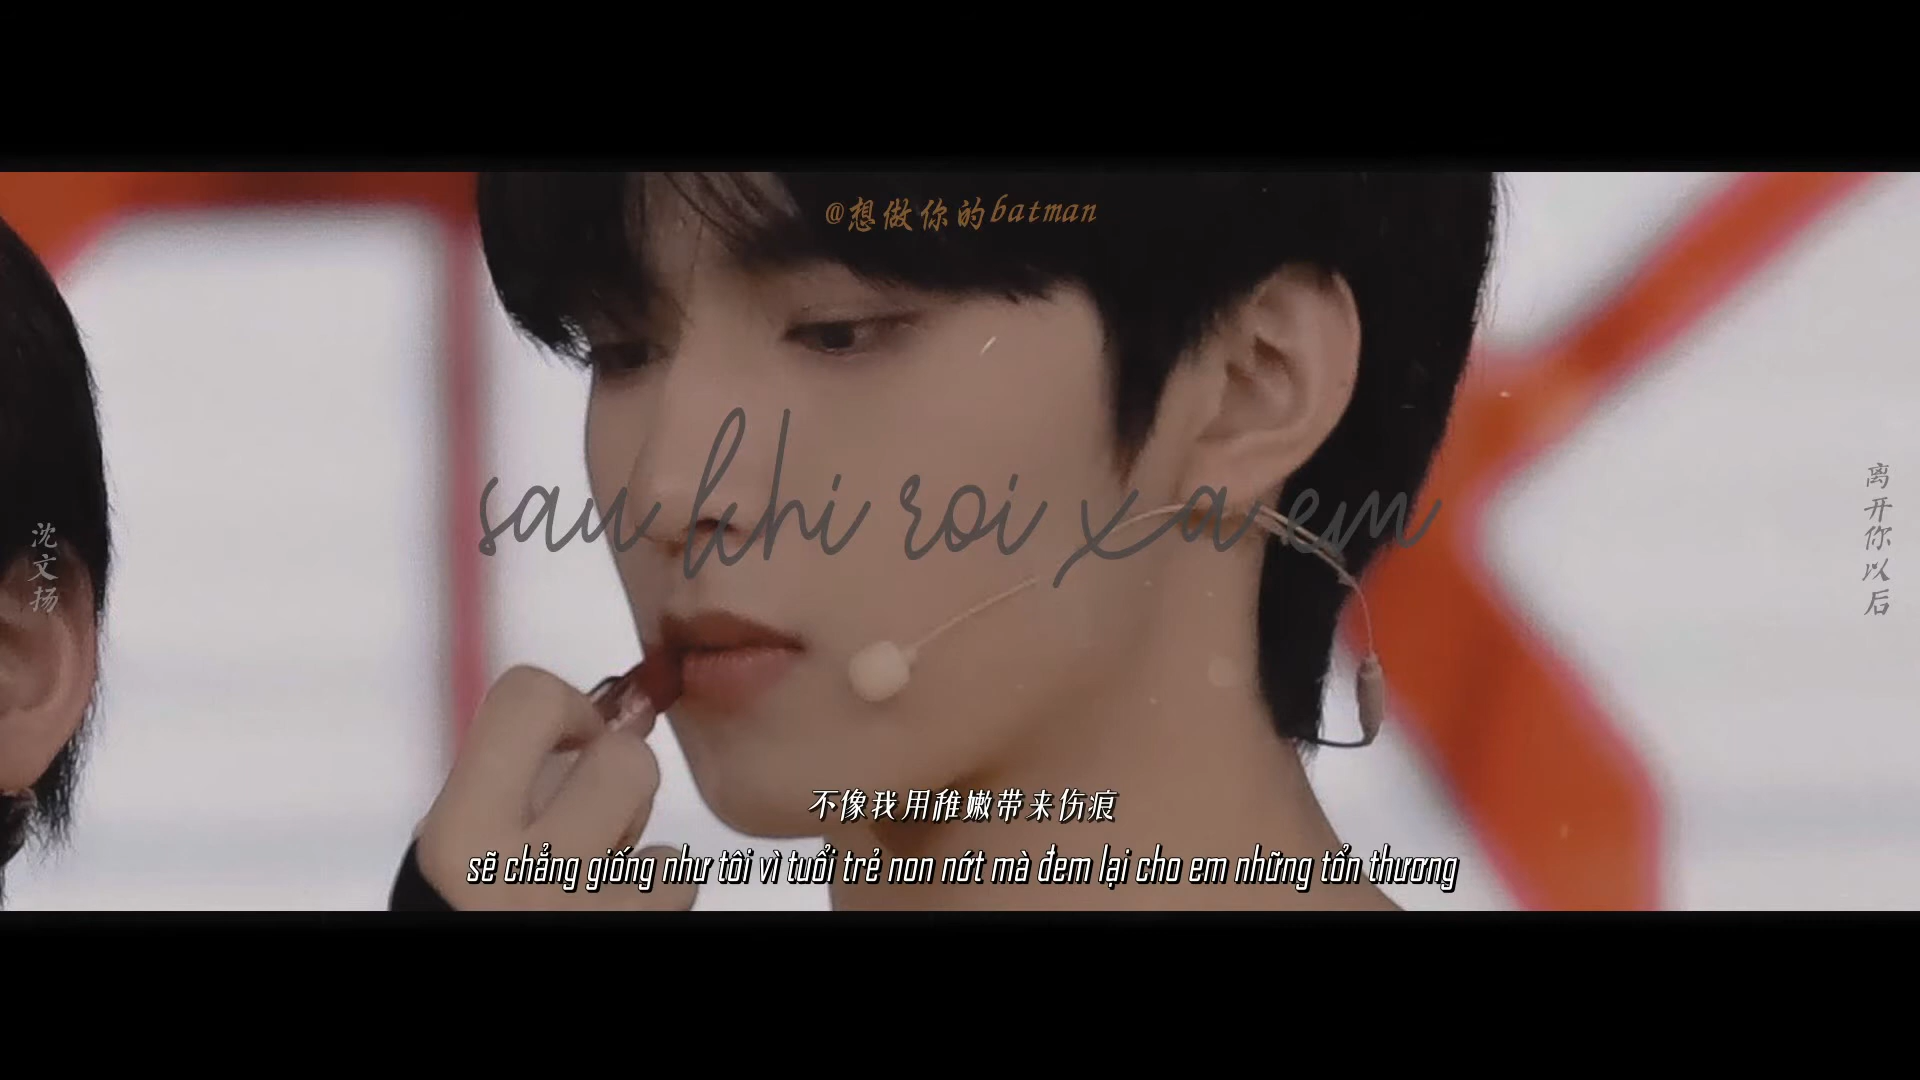 @想做你的batman
sau khi rời xa em
沈文扬
离开你以后
不像我用稚嫩带来伤痕
sẽ chẳng giống như tôi vì tuổi trẻ non nớt mà đem lại cho em những tổn thương